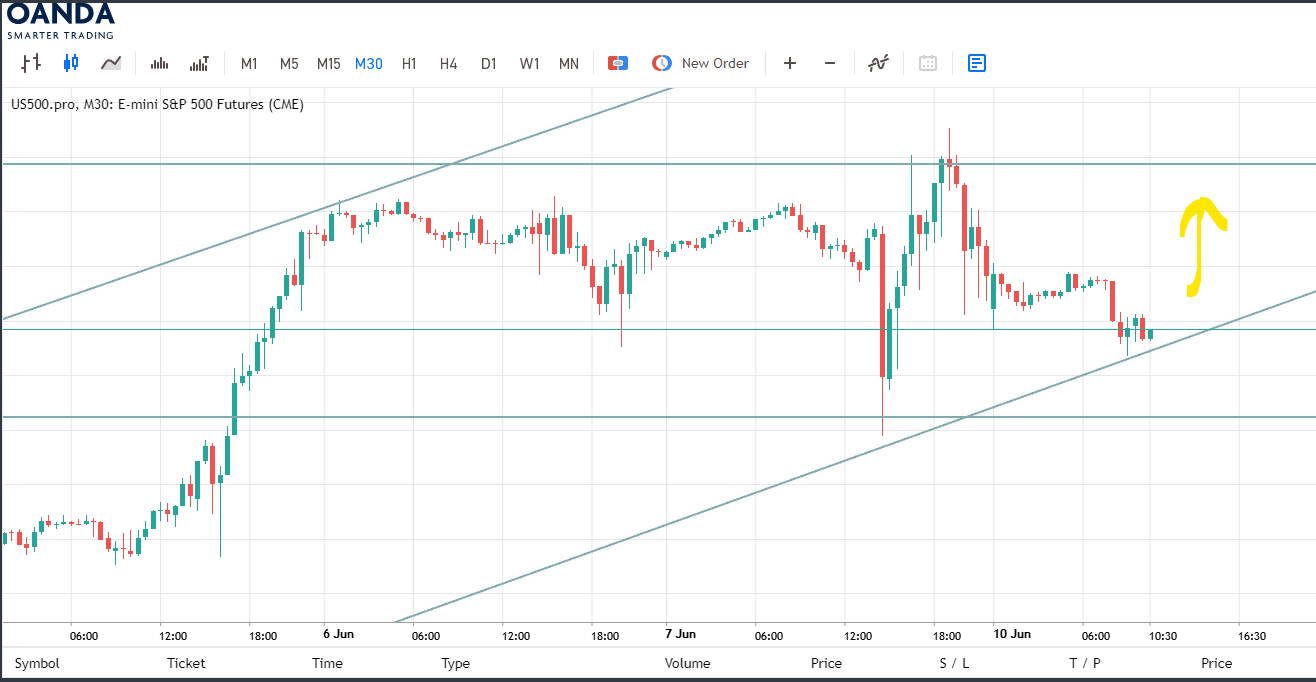 OANDA
SMARTER TRADING
M1 M5 M15 M30 H1 H4 D1 W1 MN New Order
US500.pro, M30: E-mini S&P 500 Futures (CME)
06:00 12:00 18:00 6 Jun 06:00 12:00 18:00 7 Jun 06:00 12:00 18:00 10 Jun 06:00 10:30 16:30
Symbol Ticket Time Type Volume Price S / L T / P Price